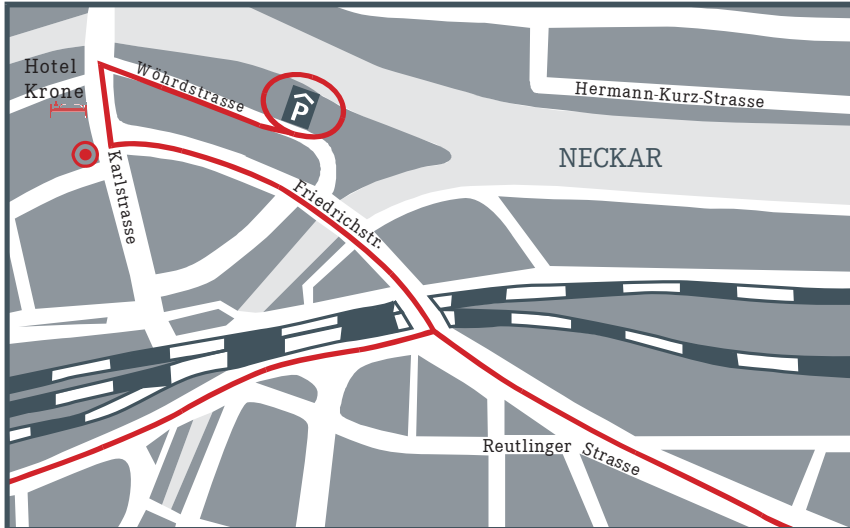 Hotel
Krone
Wöhrdstrasse
P
Hermann-Kurz-Strasse
NECKAR
Karlstrasse
Friedrichstr.
Reutlinger Strasse